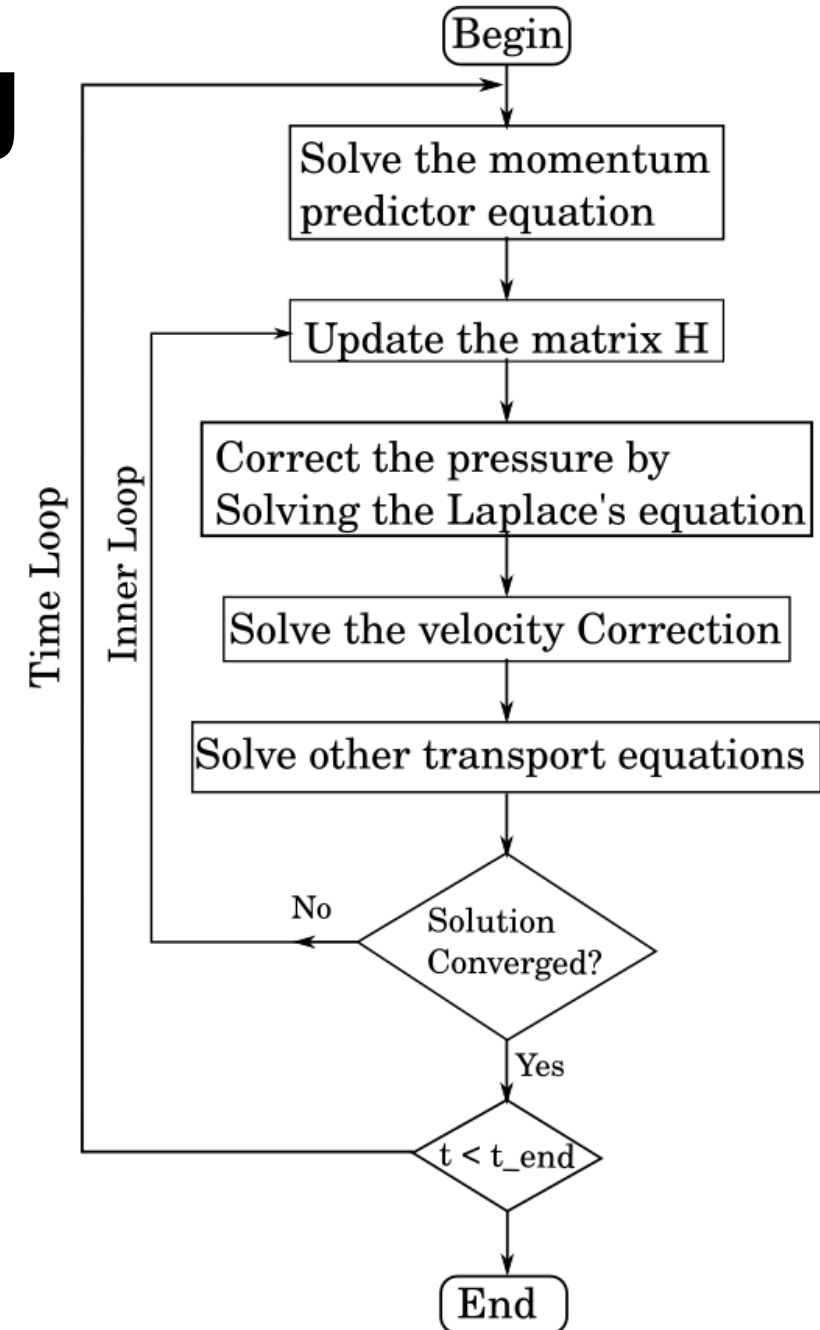 Begin
Solve the momentum
predictor equation
Update the matrix H
Correct the pressure by
Solving the Laplace's equation
Solve the velocity Correction
Solve other transport equations
Time Loop
Inner Loop
No
Solution
Converged?
Yes
t < t_end
End